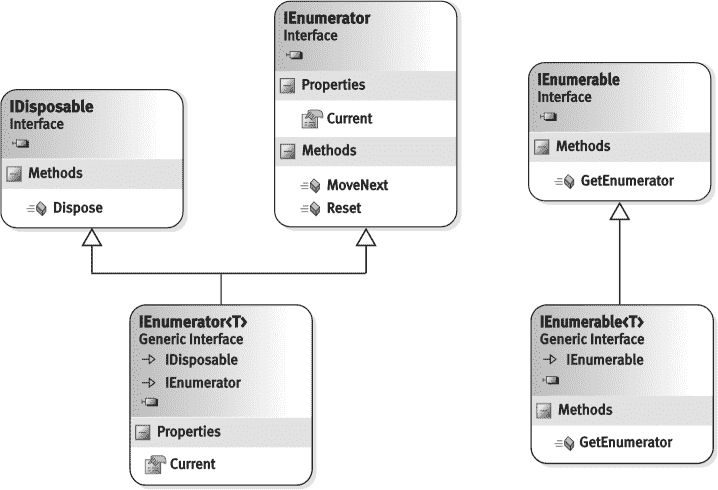 IDisposable
Interface
Methods
Dispose
IEnumerator
Interface
Properties
Current
Methods
MoveNext
Reset
IEnumerable
Interface
Methods
GetEnumerator
IEnumerator<T>
Generic Interface
IDisposable
IEnumerator
Properties
Current
IEnumerable<T>
Generic Interface
IEnumerable
Methods
GetEnumerator